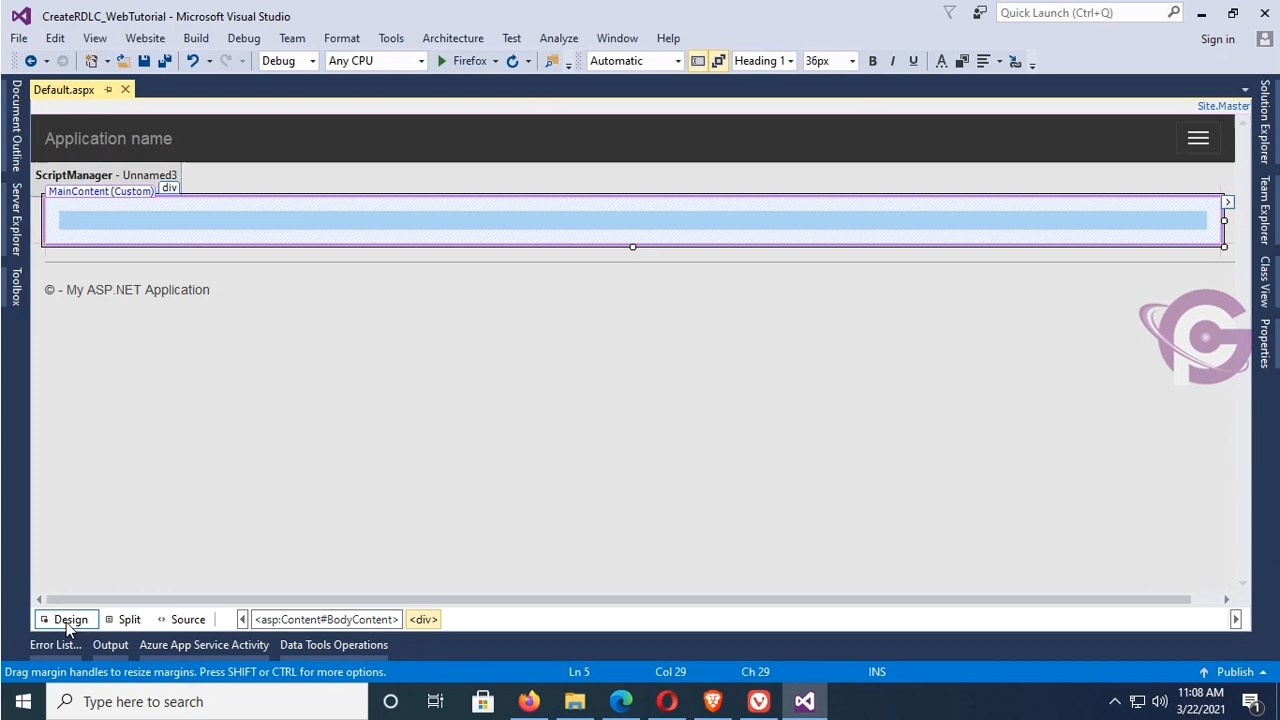 CreateRDLC_WebTutorial - Microsoft Visual Studio
Quick Launch (Ctrl+Q)
File Edit View Website Build Debug Team Format Tools Architecture Test Analyze Window Help
Sign in
Debug Any CPU Firefox Automatic Heading 1 36px B I U A
Default.aspx
Site.Master
Document Outline
Server Explorer
Toolbox
Solution Explorer
Team Explorer
Class View
Properties
Application name
ScriptManager - Unnamed3
MainContent (Custom)
div
© - My ASP.NET Application
Design Split Source <asp:Content#BodyContent> <div>
Error List... Output Azure App Service Activity Data Tools Operations
Drag margin handles to resize margins. Press SHIFT or CTRL for more options. Ln 5 Col 29 Ch 29 INS Publish
Type here to search
11:08 AM
3/22/2021
1